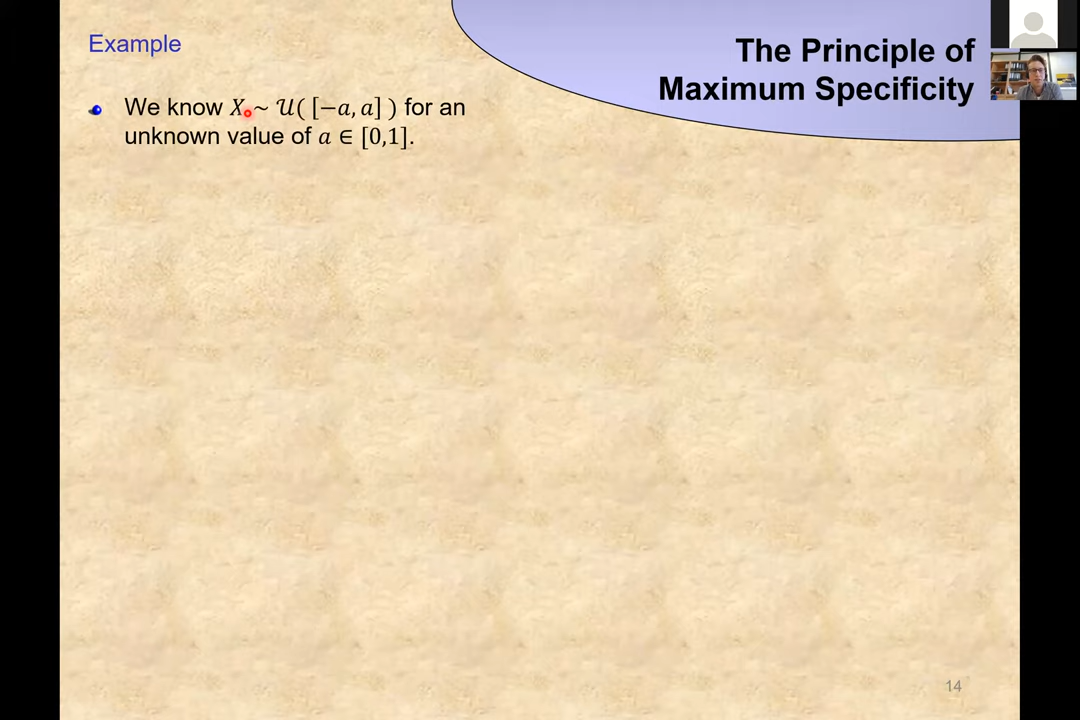 Example
The Principle of
Maximum Specificity
We know X ~ 𝒰( [−a, a] ) for an
unknown value of a ∈ [0,1].
14